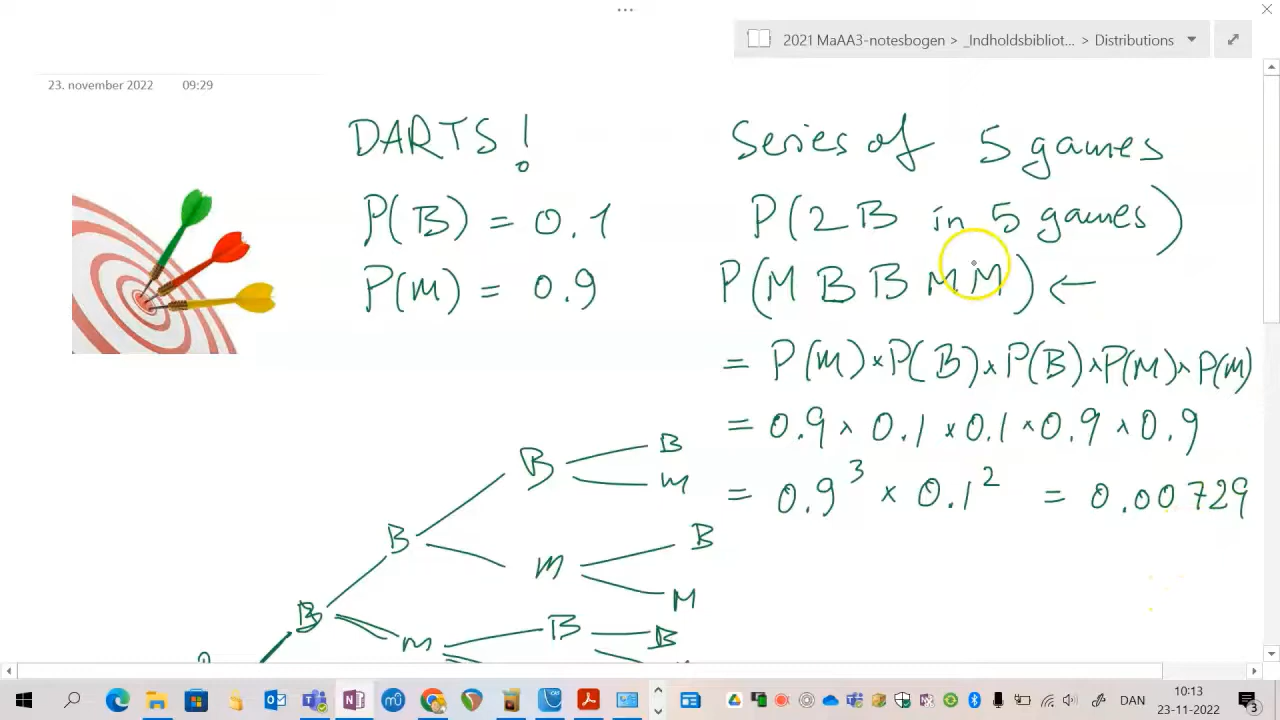 2021 MaAA3-notesbogen > _Indholdsbibliot... > Distributions
23. november 2022 09:29
DARTS!
P(B) = 0.1
P(M) = 0.9
Series of 5 games
P(2B in 5 games)
P(M B B M M) ←
= P(M) × P(B) × P(B) × P(M) × P(M)
= 0.9 × 0.1 × 0.1 × 0.9 × 0.9
= 0.9³ × 0.1² = 0.00729
B
B M
B
B
M
M
B
M
B
B
DAN
10:13
23-11-2022
3